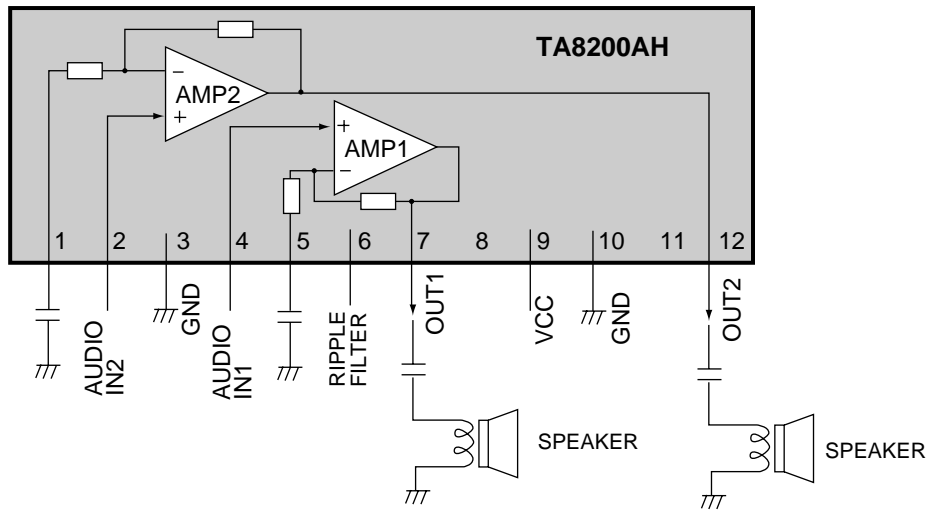 TA8200AH
AMP2
AMP1
−
+
+
−
1 2 3 4 5 6 7 8 9 10 11 12
AUDIO
IN2
GND
AUDIO
IN1
RIPPLE
FILTER
OUT1
VCC
GND
OUT2
SPEAKER
SPEAKER